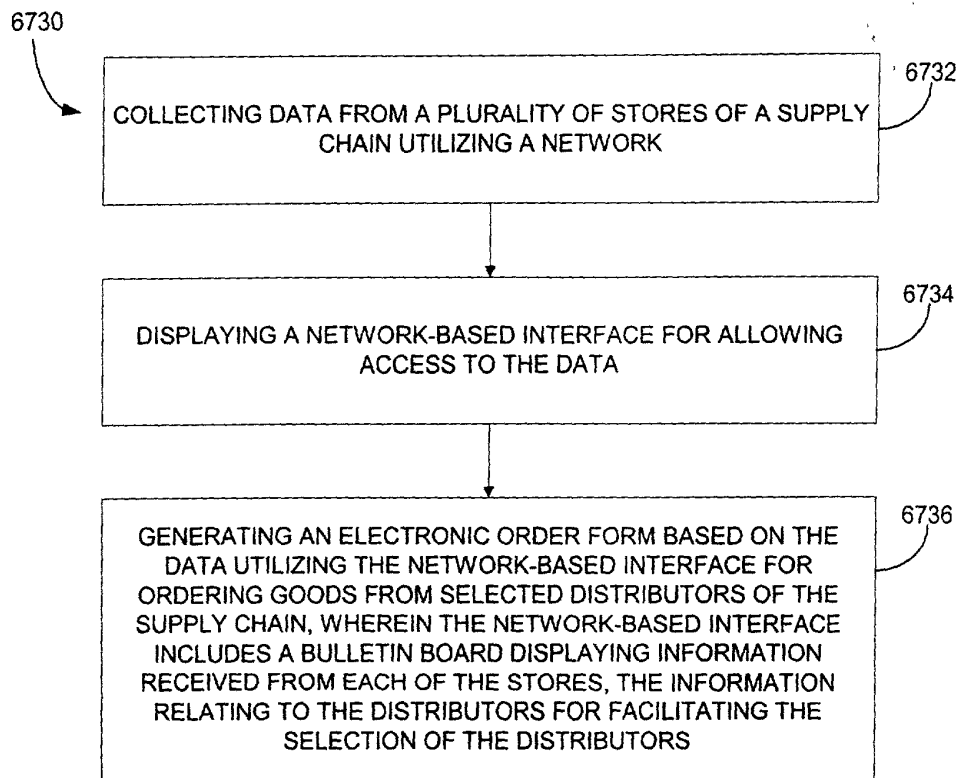 6730
6732
COLLECTING DATA FROM A PLURALITY OF STORES OF A SUPPLY
CHAIN UTILIZING A NETWORK
6734
DISPLAYING A NETWORK-BASED INTERFACE FOR ALLOWING
ACCESS TO THE DATA
6736
GENERATING AN ELECTRONIC ORDER FORM BASED ON THE
DATA UTILIZING THE NETWORK-BASED INTERFACE FOR
ORDERING GOODS FROM SELECTED DISTRIBUTORS OF THE
SUPPLY CHAIN, WHEREIN THE NETWORK-BASED INTERFACE
INCLUDES A BULLETIN BOARD DISPLAYING INFORMATION
RECEIVED FROM EACH OF THE STORES, THE INFORMATION
RELATING TO THE DISTRIBUTORS FOR FACILITATING THE
SELECTION OF THE DISTRIBUTORS